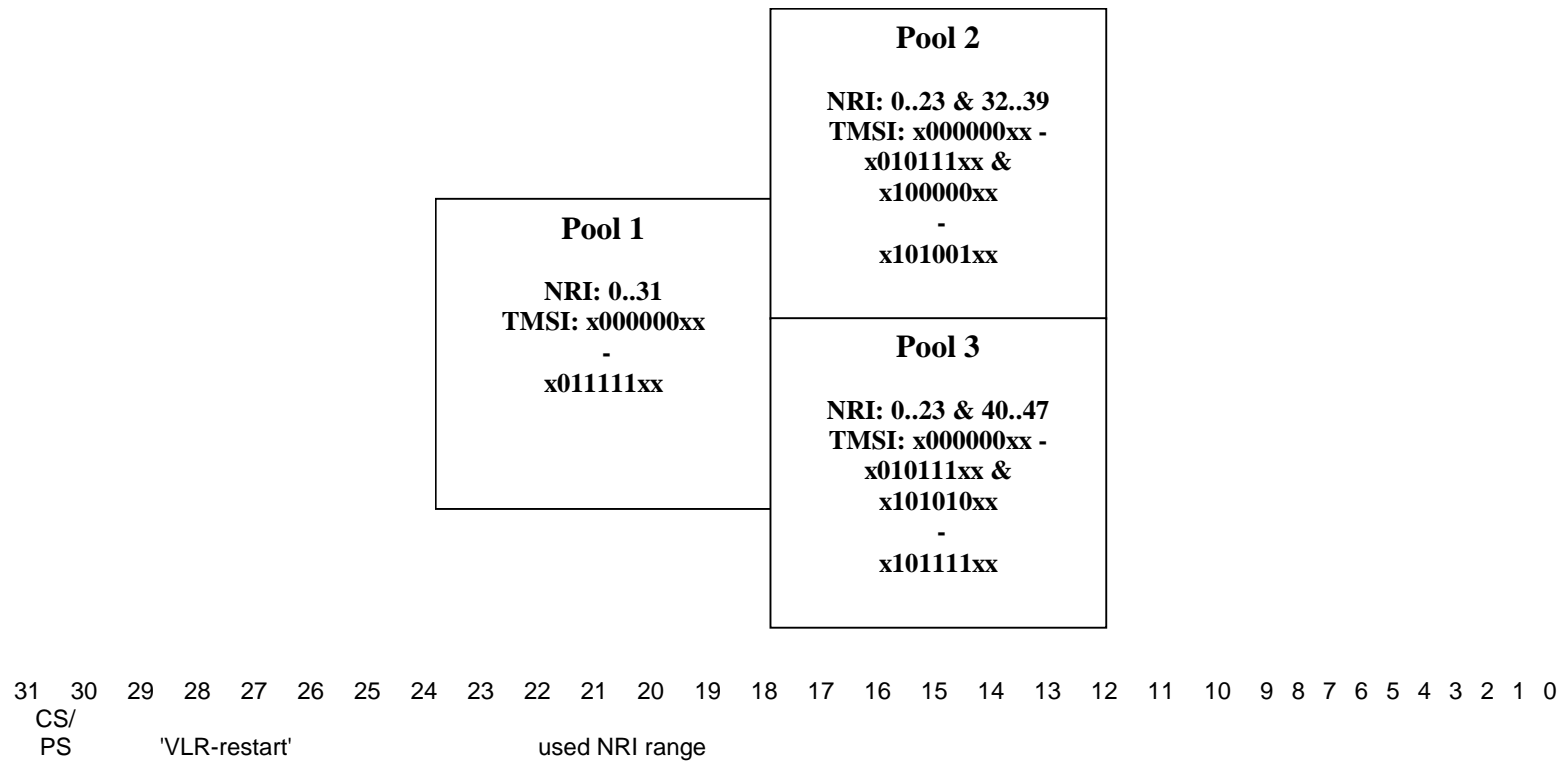 Pool 2
NRI: 0..23 & 32..39
TMSI: x000000xx -
x010111xx &
x100000xx
-
x101001xx
Pool 1
NRI: 0..31
TMSI: x000000xx
-
x011111xx
Pool 3
NRI: 0..23 & 40..47
TMSI: x000000xx -
x010111xx &
x101010xx
-
x101111xx
31 30 29 28 27 26 25 24 23 22 21 20 19 18 17 16 15 14 13 12 11 10 9 8 7 6 5 4 3 2 1 0
CS/
PS 'VLR-restart' used NRI range